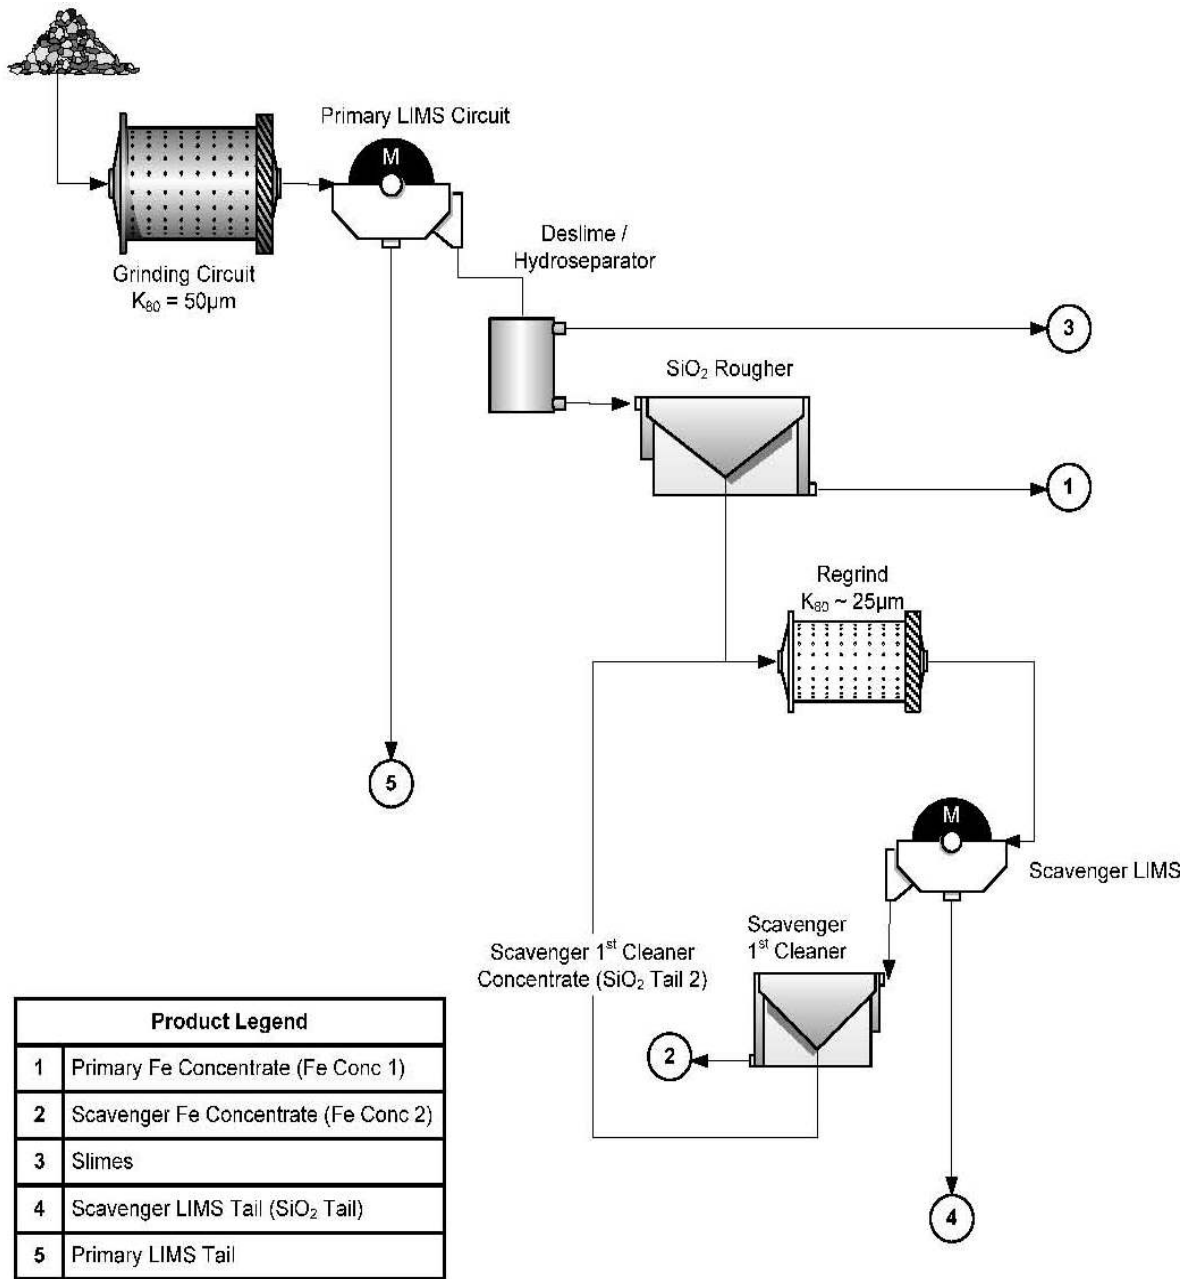 Primary LIMS Circuit
M
Grinding Circuit
K₈₀ = 50µm
Deslime /
Hydroseparator
3
SiO₂ Rougher
1
Regrind
K₈₀ ~ 25µm
5
M
Scavenger LIMS
Scavenger
1ˢᵗ Cleaner
Scavenger 1ˢᵗ Cleaner
Concentrate (SiO₂ Tail 2)
2
4
Product Legend
1 Primary Fe Concentrate (Fe Conc 1)
2 Scavenger Fe Concentrate (Fe Conc 2)
3 Slimes
4 Scavenger LIMS Tail (SiO₂ Tail)
5 Primary LIMS Tail